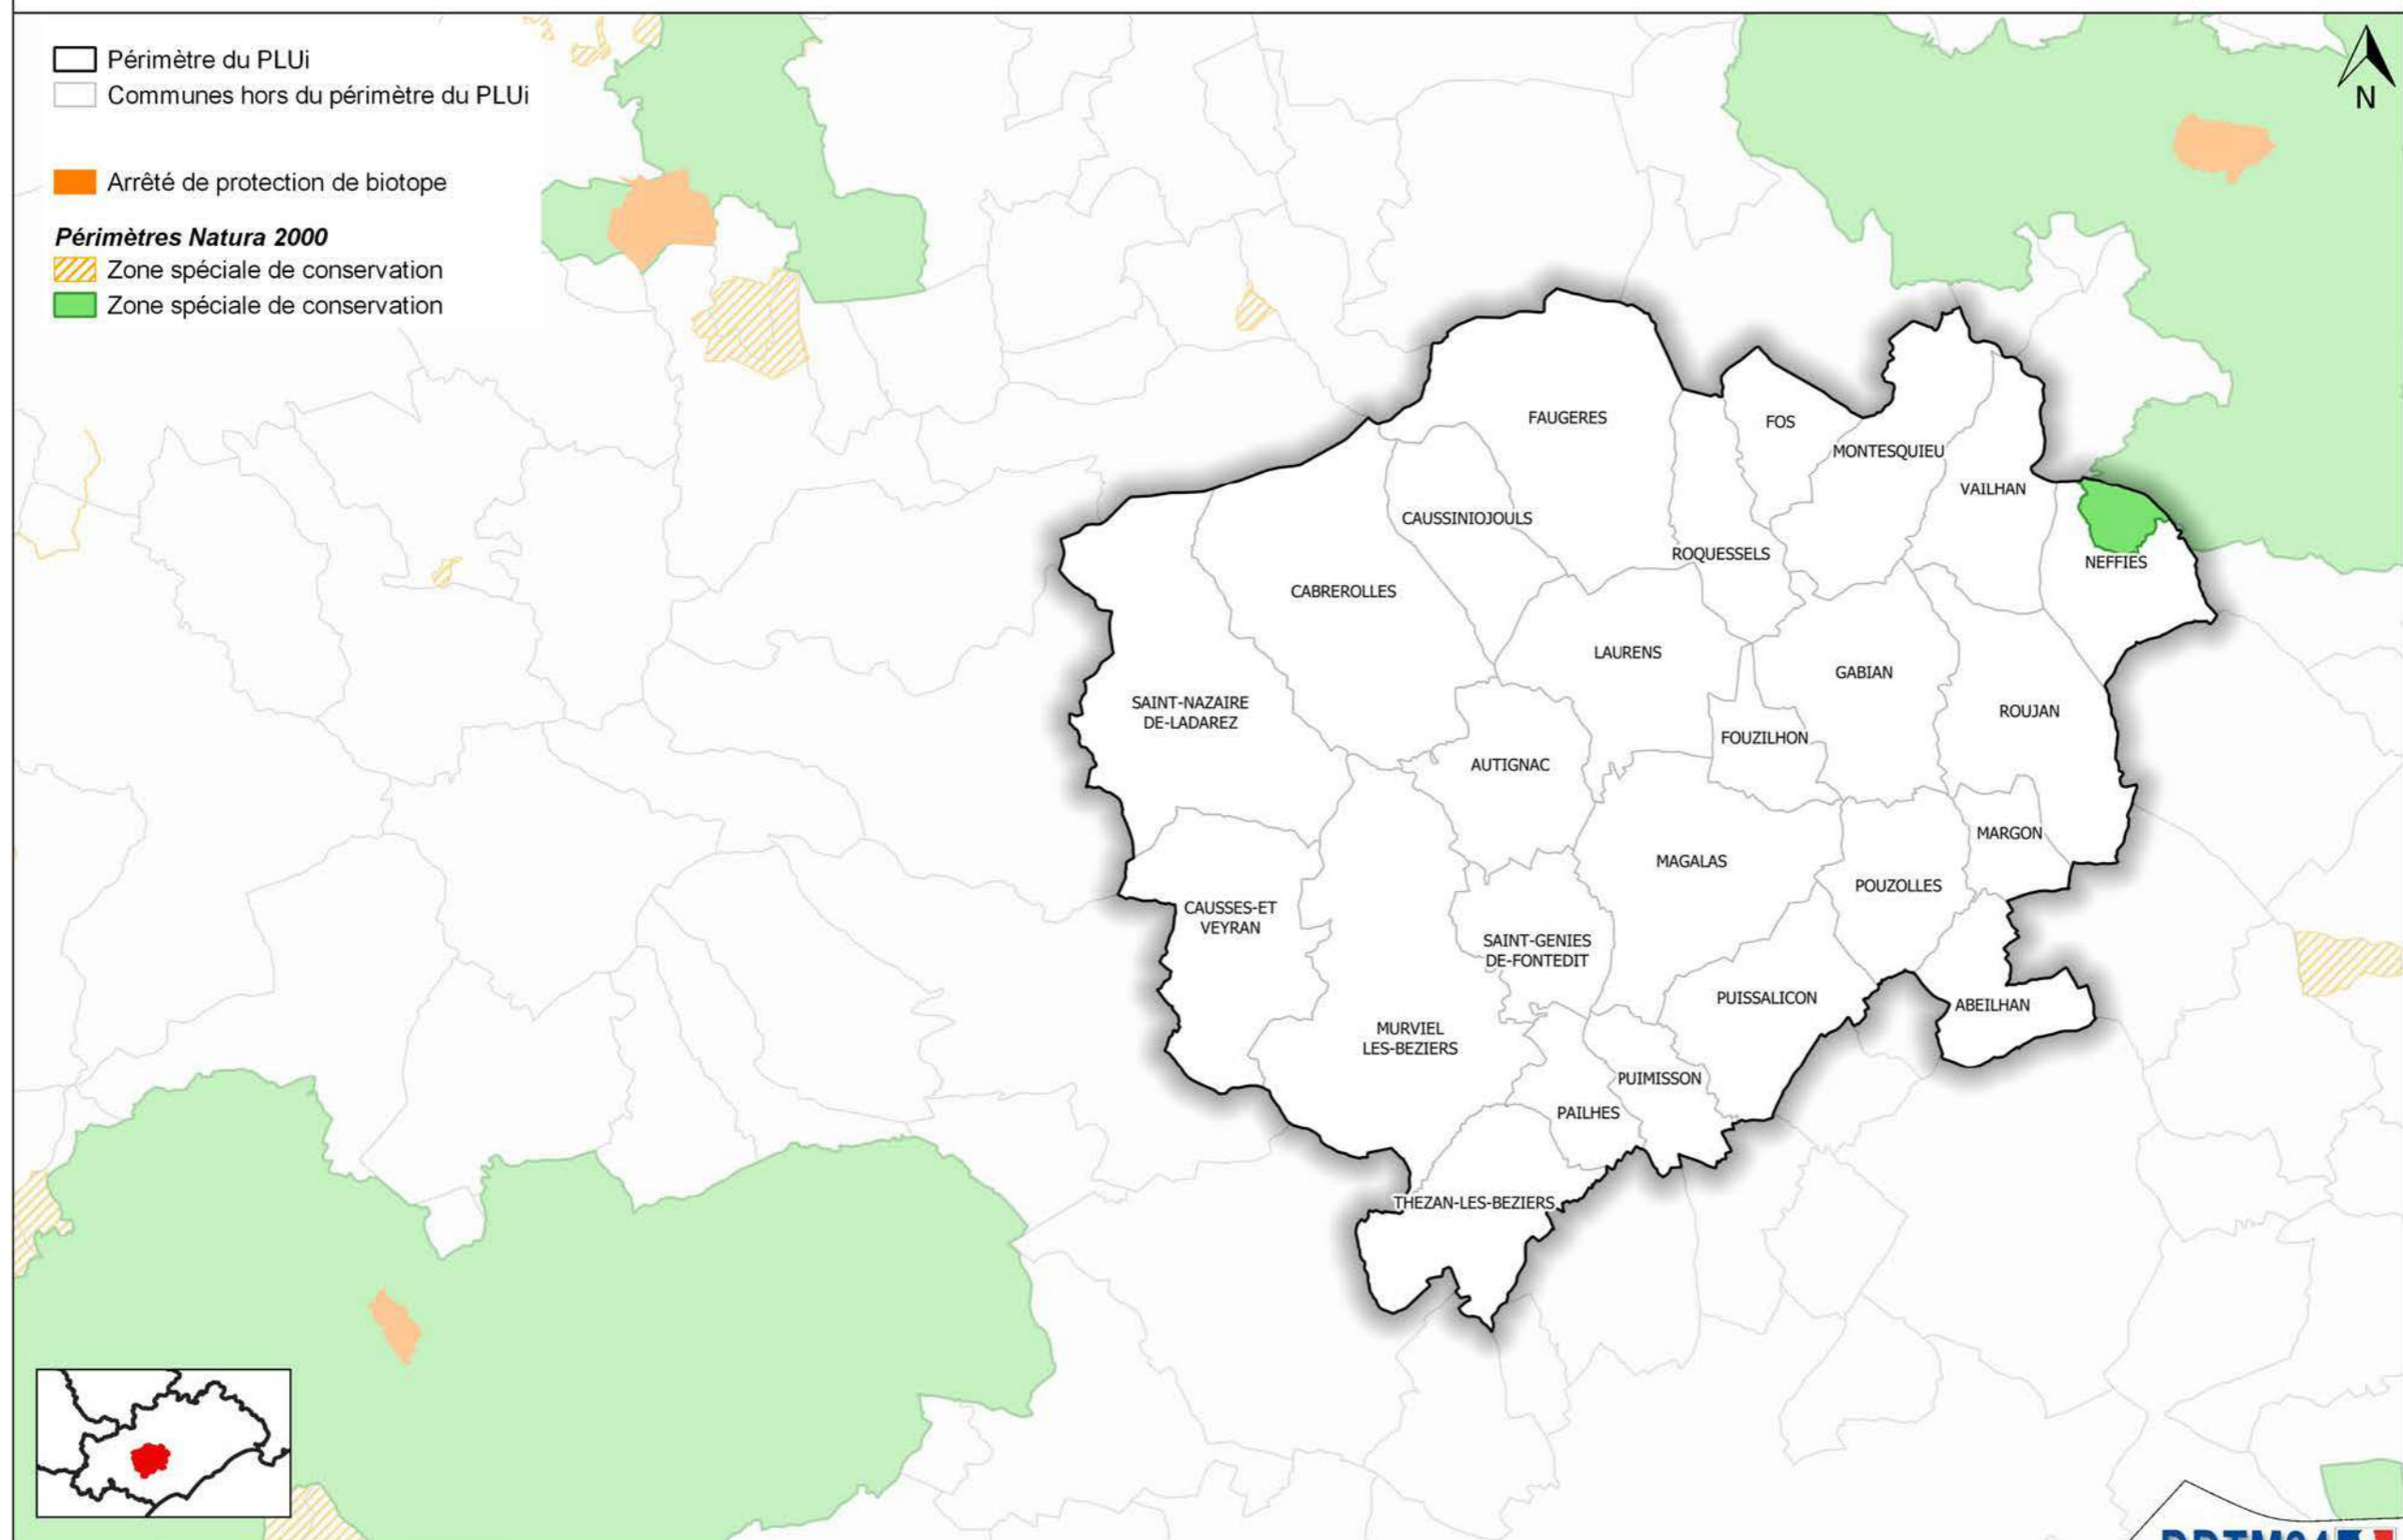 Périmètre du PLUi
Communes hors du périmètre du PLUi
N
Arrêté de protection de biotope
Périmètres Natura 2000
Zone spéciale de conservation
Zone spéciale de conservation
FAUGERES
FOS
MONTESQUIEU
VAILHAN
CAUSSINIOJOULS
ROQUESSELS
NEFFIES
CABREROLLES
LAURENS
GABIAN
SAINT-NAZAIRE
DE-LADAREZ
ROUJAN
FOUZILHON
AUTIGNAC
MARGON
MAGALAS
POUZOLLES
CAUSSES-ET
VEYRAN
SAINT-GENIES
DE-FONTEDIT
PUISSALICON
ABEILHAN
MURVIEL
LES-BEZIERS
PUIMISSON
PAILHES
THEZAN-LES-BEZIERS